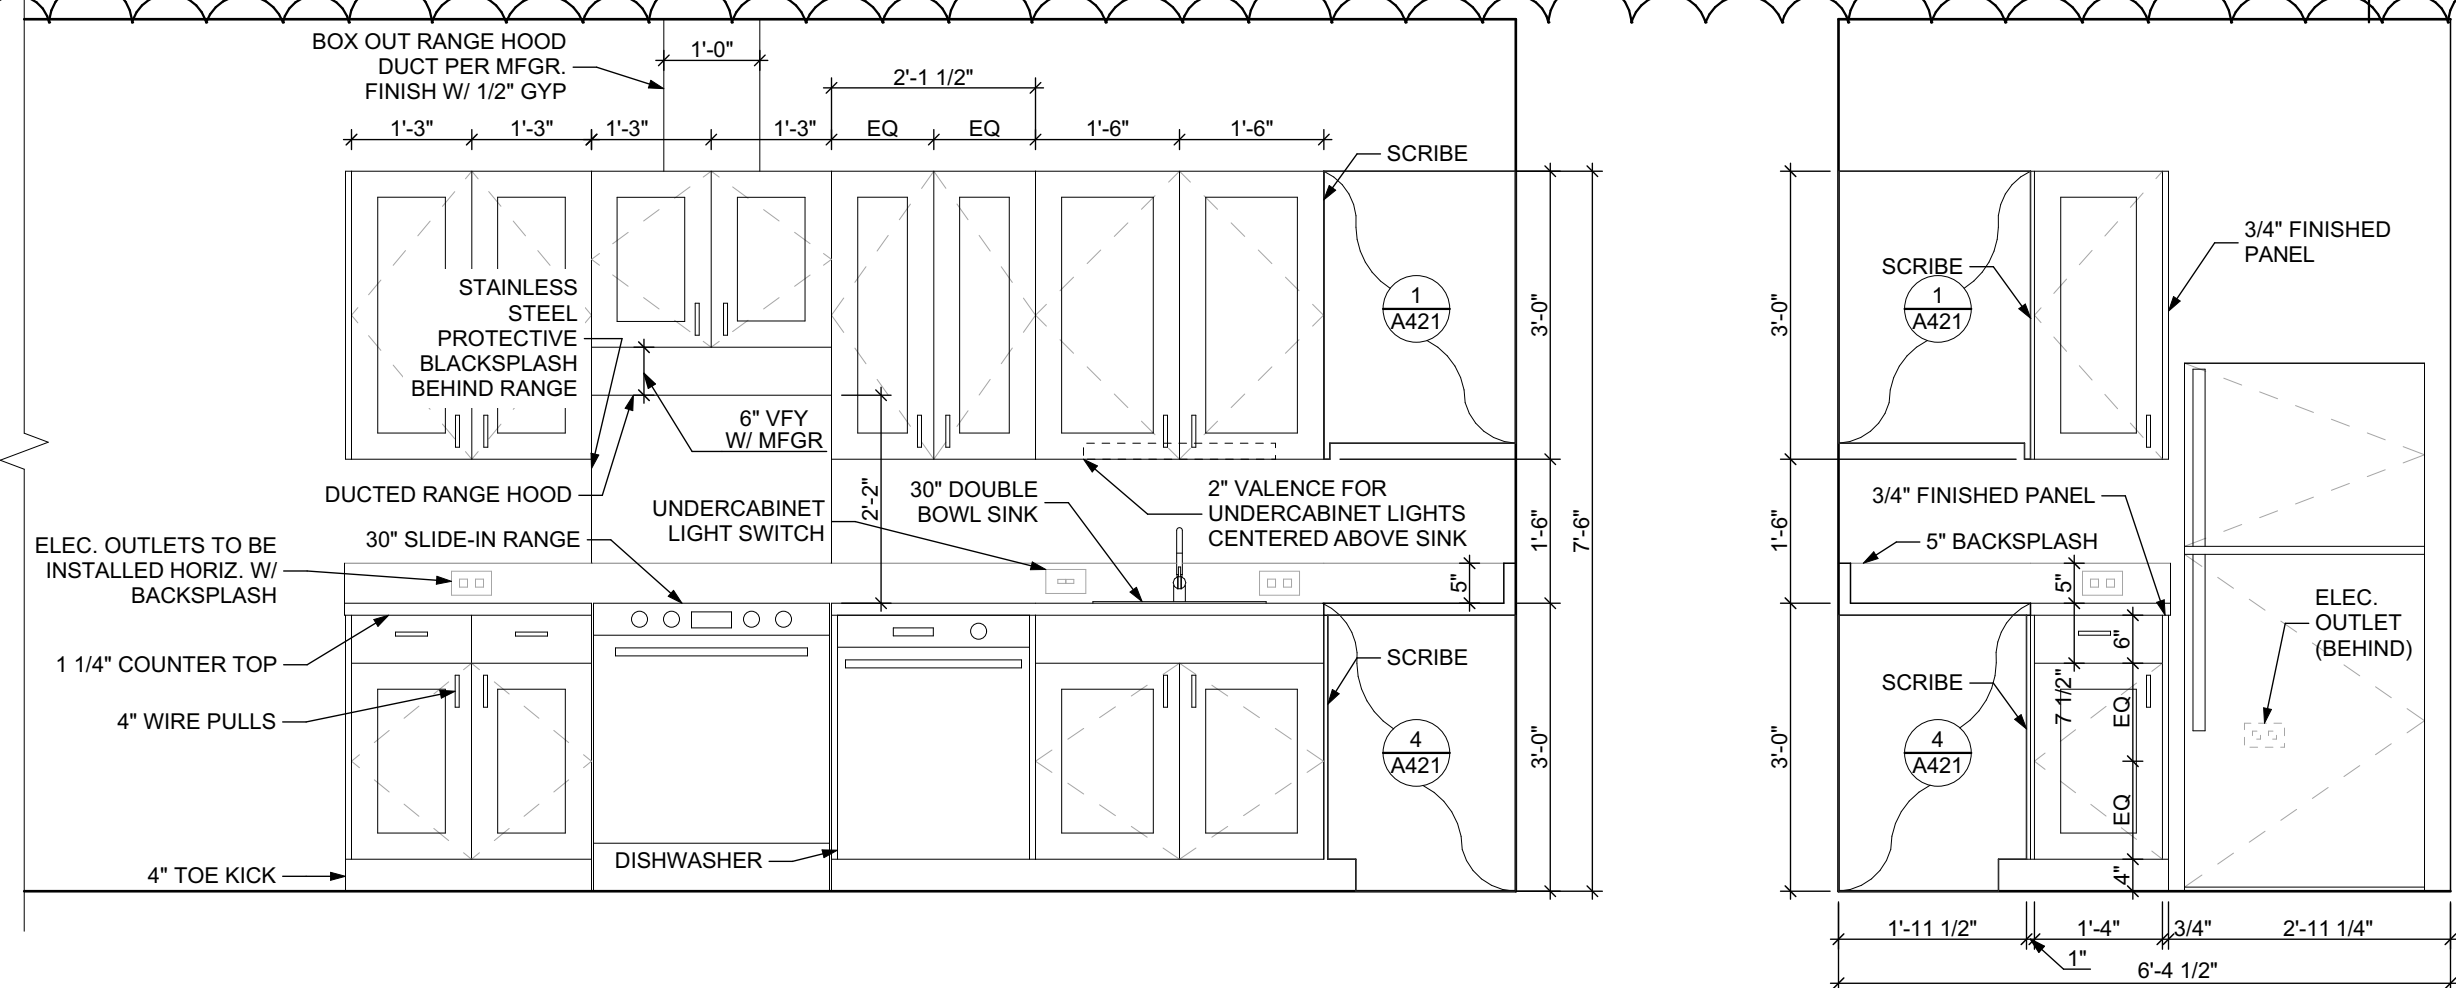 BOX OUT RANGE HOOD
DUCT PER MFGR.
FINISH W/ 1/2" GYP
1'-0"
2'-1 1/2"
1'-3"
1'-3"
1'-3"
1'-3"
EQ
EQ
1'-6"
1'-6"
SCRIBE
STAINLESS
STEEL
PROTECTIVE
BLACKSPLASH
BEHIND RANGE
1
A421
3'-0"
6" VFY
W/ MFGR
DUCTED RANGE HOOD
UNDERCABINET
LIGHT SWITCH
2'-2"
30" DOUBLE
BOWL SINK
2" VALENCE FOR
UNDERCABINET LIGHTS
CENTERED ABOVE SINK
1'-6"
7'-6"
30" SLIDE-IN RANGE
ELEC. OUTLETS TO BE
INSTALLED HORIZ. W/
BACKSPLASH
5"
1 1/4" COUNTER TOP
SCRIBE
4" WIRE PULLS
4
A421
3'-0"
DISHWASHER
4" TOE KICK
3/4" FINISHED
PANEL
SCRIBE
1
A421
3'-0"
3/4" FINISHED PANEL
1'-6"
5" BACKSPLASH
5"
ELEC.
OUTLET
(BEHIND)
6"
SCRIBE
7 1/2"
EQ
4
A421
3'-0"
EQ
4"
1'-11 1/2"
1'-4"
3/4"
2'-11 1/4"
1"
6'-4 1/2"